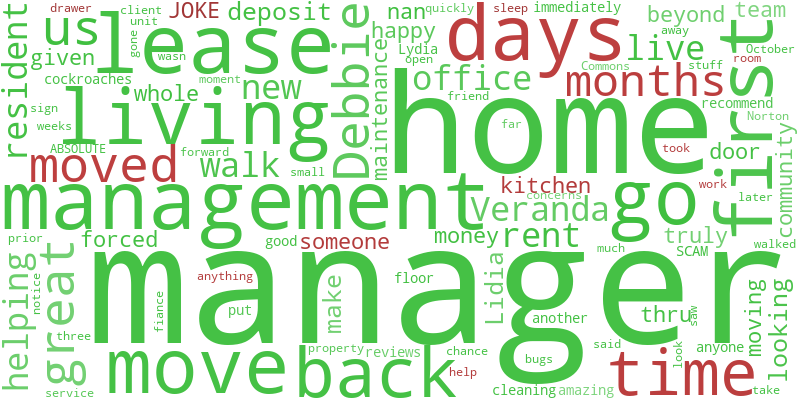 drawer
client
JOKE
deposit
nan
quickly
sleep
immediately
team
us
lease
unit
gone
wasn
Debbie
happy
days
live
beyond
away
October
resident
given
cockroaches
moment
Lydia
open
Commons
stuff
room
first
living
whole
new
office
months
recommend
sign
weeks
maintenance
friend
home
far
Norton
ABSOLUTE
forward
moved
small
walk
took
door
community
management
kitchen
concerns
work
later
Veranda
go
prior
forced
good
someone
money
rent
truly
much
SCAM
walked
great
manager
anything
helping
notice
floor
Lidia
make
fiance
put
another
thru
saw
moving
looking
three
move
back
property
reviews
chance
bugs
said
look
anyone
service
help
cleaning
amazing
time
take